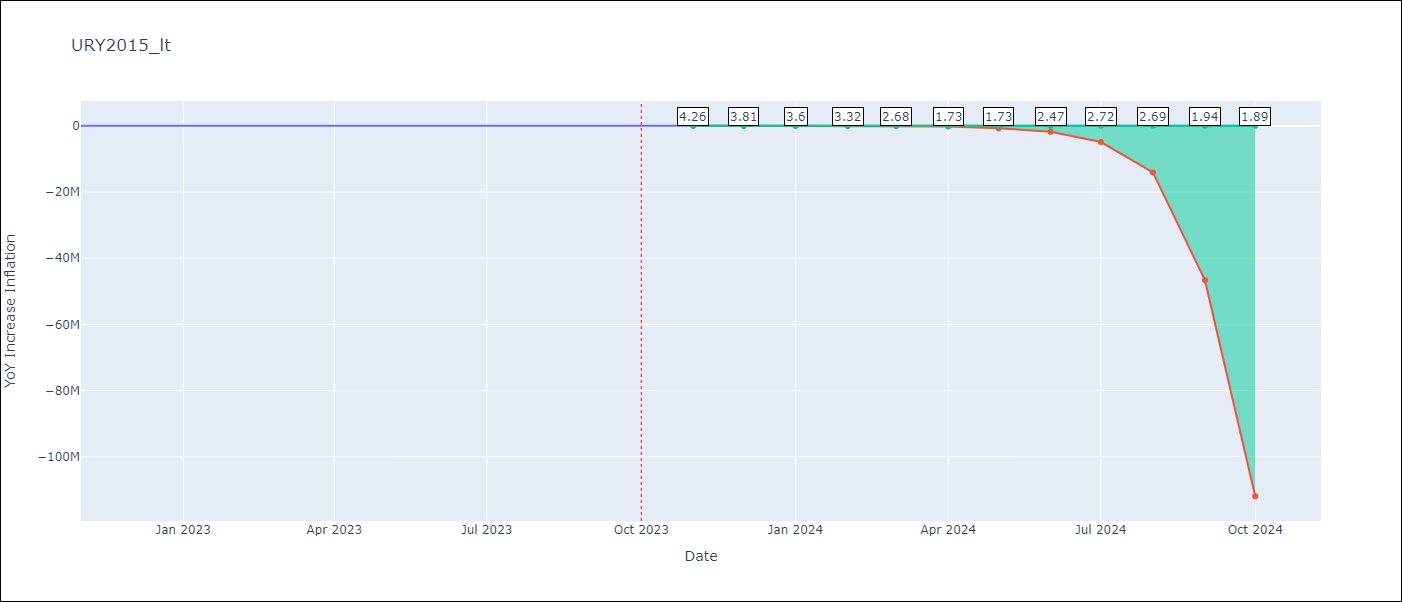 URY2015_lt
4.26 3.81 3.6 3.32 2.68 1.73 1.73 2.47 2.72 2.69 1.94 1.89
0
−20M
−40M
−60M
−80M
−100M
YoY Increase Inflation
Jan 2023 Apr 2023 Jul 2023 Oct 2023 Jan 2024 Apr 2024 Jul 2024 Oct 2024
Date